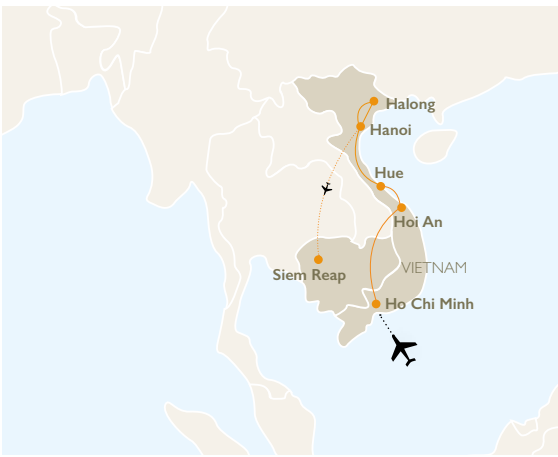 Halong
Hanoi
Hue
Hoi An
VIETNAM
Siem Reap
Ho Chi Minh